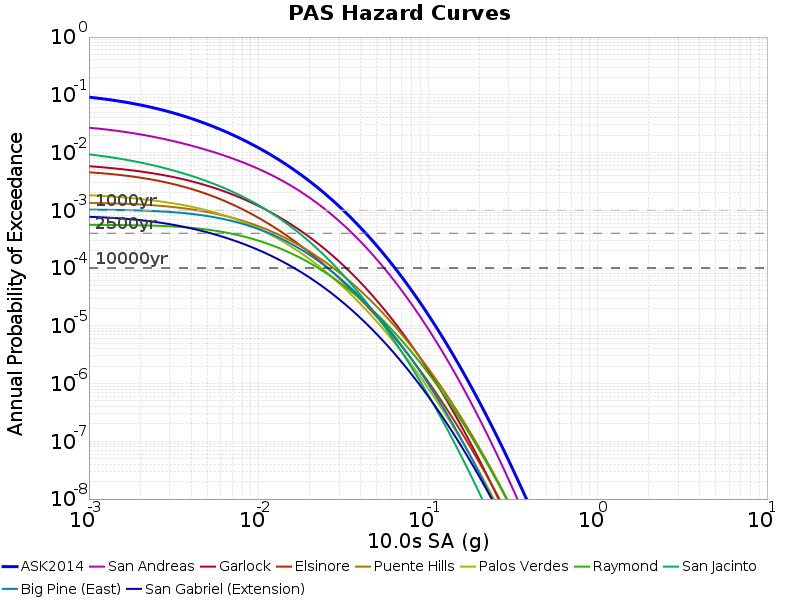 PAS Hazard Curves
Annual Probability of Exceedance
10^0
10^-1
10^-2
10^-3
10^-4
10^-5
10^-6
10^-7
10^-8
1000yr
2500yr
10000yr
10^-3 10^-2 10^-1 10^0 10^1
10.0s SA (g)
ASK2014 San Andreas Garlock Elsinore Puente Hills Palos Verdes Raymond San Jacinto
Big Pine (East) San Gabriel (Extension)